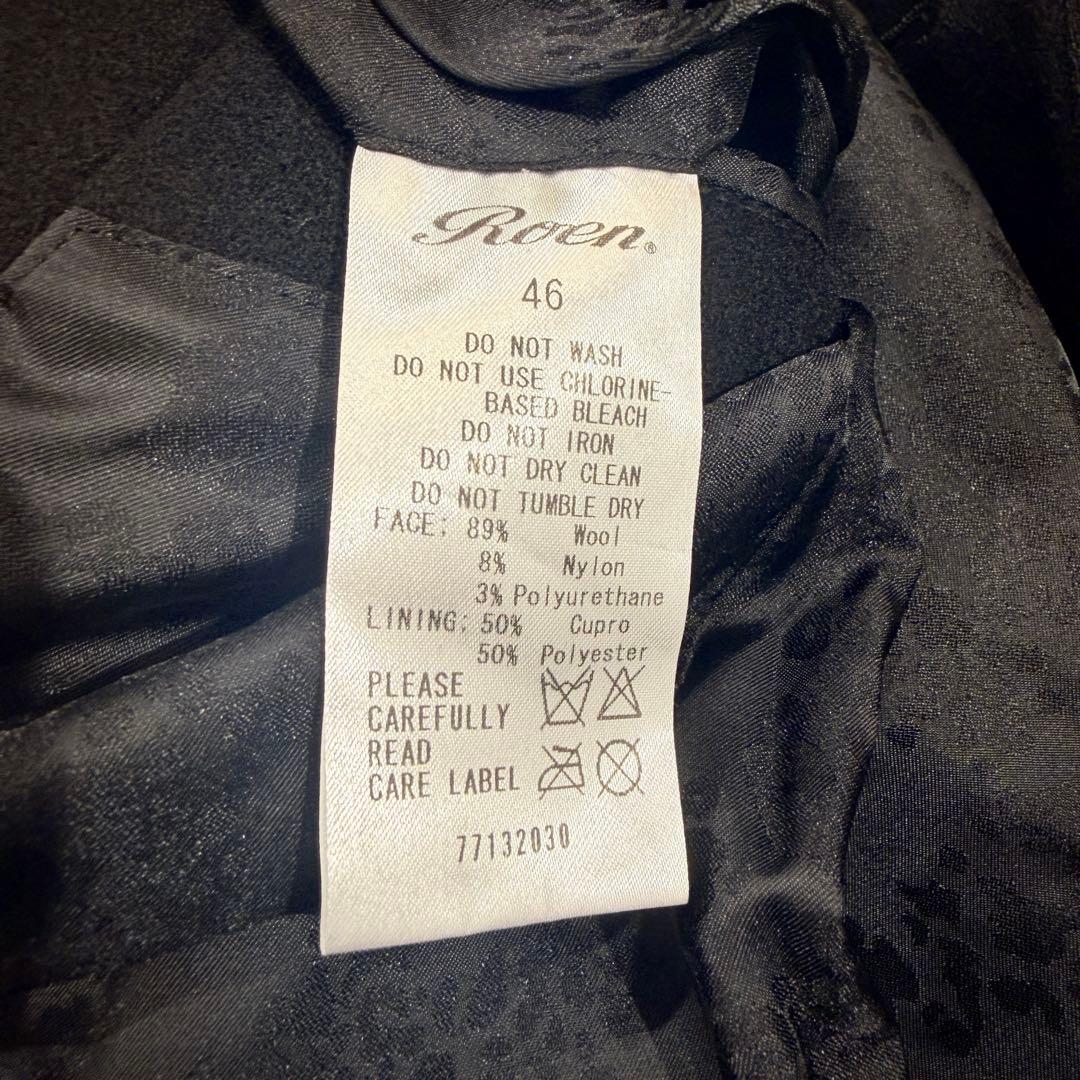 Roen®
46
DO NOT WASH
DO NOT USE CHLORINE-
BASED BLEACH
DO NOT IRON
DO NOT DRY CLEAN
DO NOT TUMBLE DRY
FACE: 89% Wool
8% Nylon
3% Polyurethane
LINING: 50% Cupro
50% Polyester
PLEASE
CAREFULLY
READ
CARE LABEL
77132030